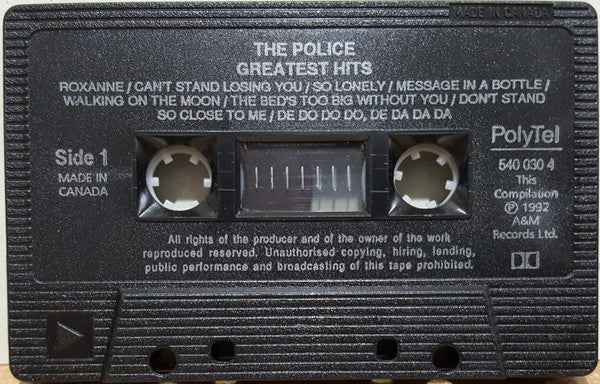 MADE IN CANADA
THE POLICE
GREATEST HITS
ROXANNE / CAN'T STAND LOSING YOU / SO LONELY / MESSAGE IN A BOTTLE /
WALKING ON THE MOON / THE BED'S TOO BIG WITHOUT YOU / DON'T STAND
SO CLOSE TO ME / DE DO DO DO, DE DA DA DA
Side 1
MADE IN
CANADA
PolyTel
540 030 4
This
Compilation
℗ 1992
A&M
Records Ltd.
All rights of the producer and of the owner of the work
reproduced reserved. Unauthorised copying, hiring, lending,
public performance and broadcasting of this tape prohibited.